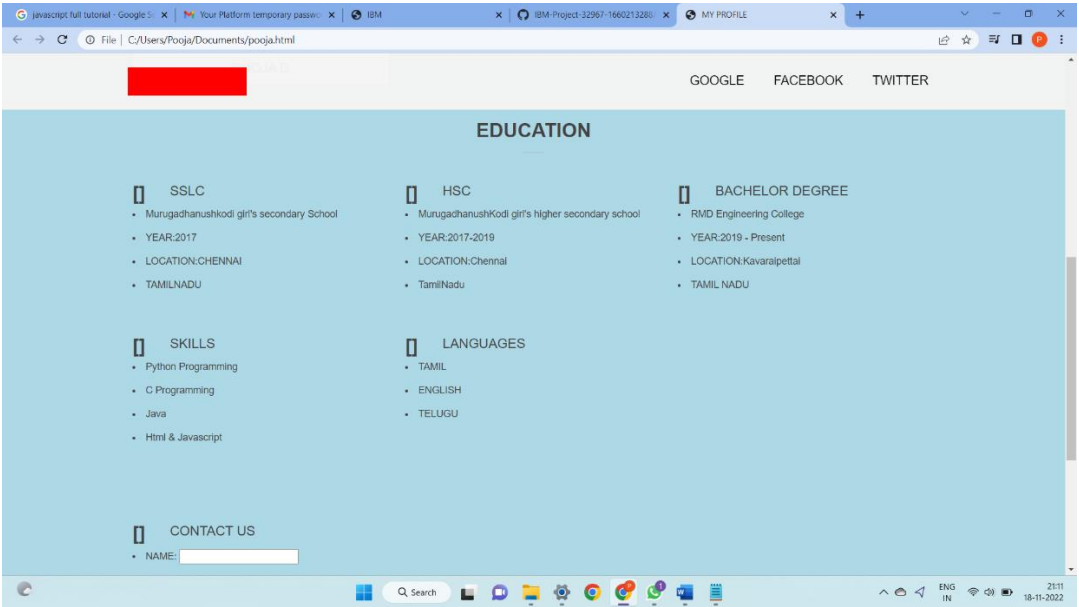 javascript full tutorial - Google Se
Your Platform temporary passwo
IBM
IBM-Project-32967-1660213280/
MY PROFILE
File | C:/Users/Pooja/Documents/pooja.html
P
GOOGLE FACEBOOK TWITTER
EDUCATION
[] SSLC
• Murugadhanushkodi girl's secondary School
• YEAR:2017
• LOCATION:CHENNAI
• TAMILNADU
[] HSC
• MurugadhanushKodi girl's higher secondary school
• YEAR:2017-2019
• LOCATION:Chennai
• TamilNadu
[] BACHELOR DEGREE
• RMD Engineering College
• YEAR:2019 - Present
• LOCATION:Kavaraipettai
• TAMIL NADU
[] SKILLS
• Python Programming
• C Programming
• Java
• Html & Javascript
[] LANGUAGES
• TAMIL
• ENGLISH
• TELUGU
[] CONTACT US
• NAME:
Search
ENG
IN
21:11
18-11-2022